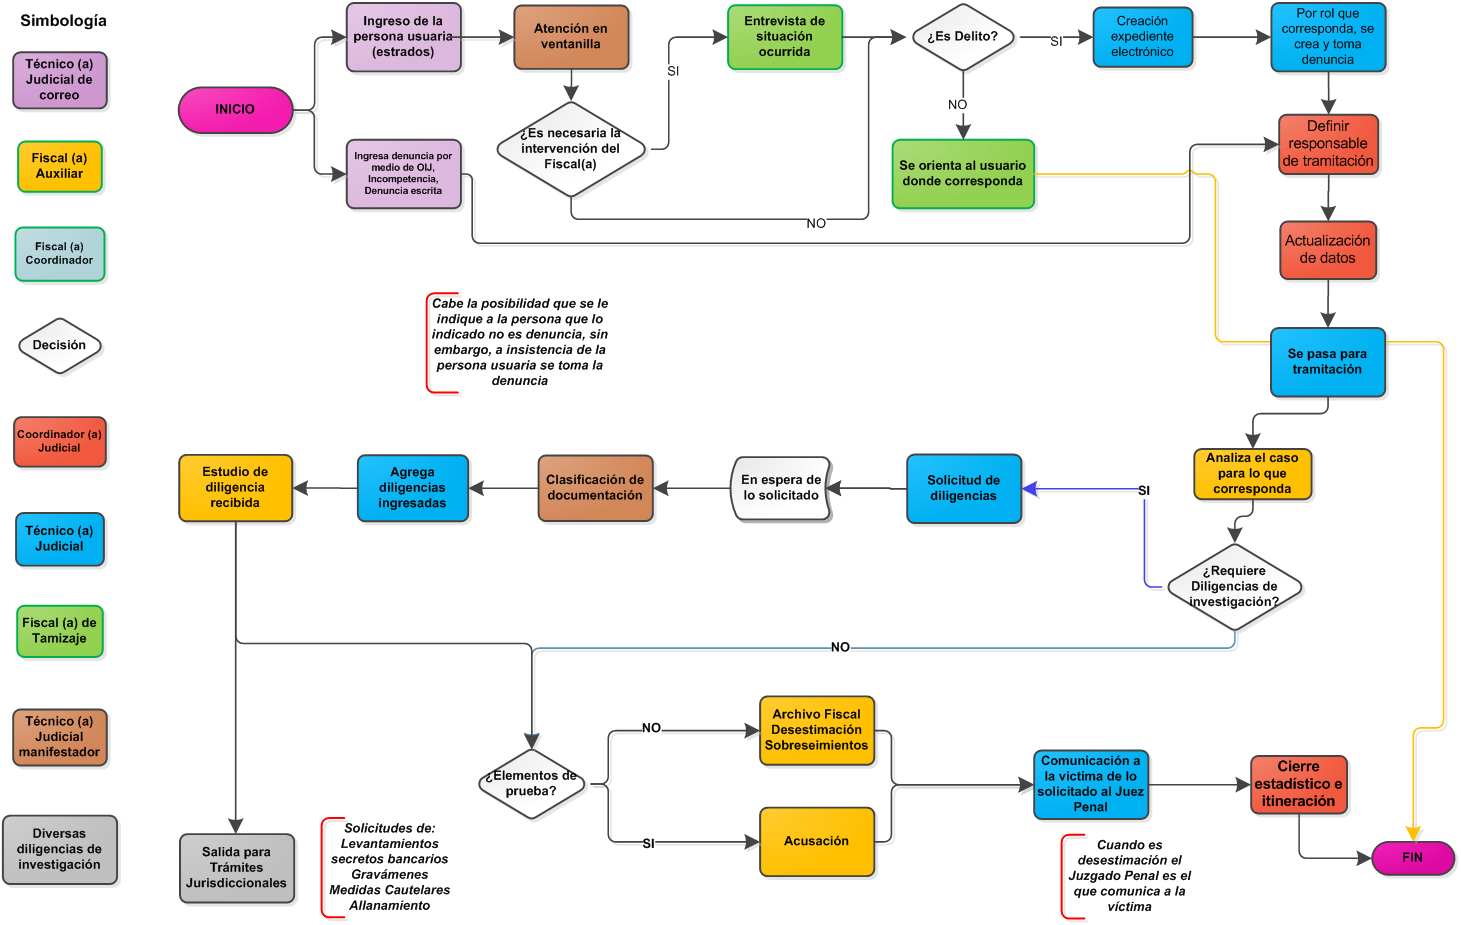 Simbología
Técnico (a)
Judicial de
correo
Fiscal (a)
Auxiliar
Fiscal (a)
Coordinador
Decisión
Coordinador (a)
Judicial
Técnico (a)
Judicial
Fiscal (a) de
Tamizaje
Técnico (a)
Judicial
manifestador
Diversas
diligencias de
investigación
INICIO
Ingreso de la
persona usuaria
(estrados)
Atención en
ventanilla
¿Es necesaria la
intervención del
Fiscal(a)
SI
NO
Ingresa denuncia por
medio de OIJ,
Incompetencia,
Denuncia escrita
Entrevista de
situación
ocurrida
¿Es Delito?
SI
NO
Se orienta al usuario
donde corresponda
Creación
expediente
electrónico
Por rol que
corresponda, se
crea y toma
denuncia
Definir
responsable
de tramitación
Actualización
de datos
Se pasa para
tramitación
Cabe la posibilidad que se le
indique a la persona que lo
indicado no es denuncia, sin
embargo, a insistencia de la
persona usuaria se toma la
denuncia
Analiza el caso
para lo que
corresponda
¿Requiere
Diligencias de
investigación?
SI
NO
Solicitud de
diligencias
En espera de
lo solicitado
Clasificación de
documentación
Agrega
diligencias
ingresadas
Estudio de
diligencia
recibida
Salida para
Trámites
Jurisdiccionales
Solicitudes de:
Levantamientos
secretos bancarios
Gravámenes
Medidas Cautelares
Allanamiento
¿Elementos de
prueba?
NO
SI
Archivo Fiscal
Desestimación
Sobreseimientos
Acusación
Comunicación a
la victima de lo
solicitado al Juez
Penal
Cuando es
desestimación el
Juzgado Penal es el
que comunica a la
víctima
Cierre
estadístico e
itineración
FIN